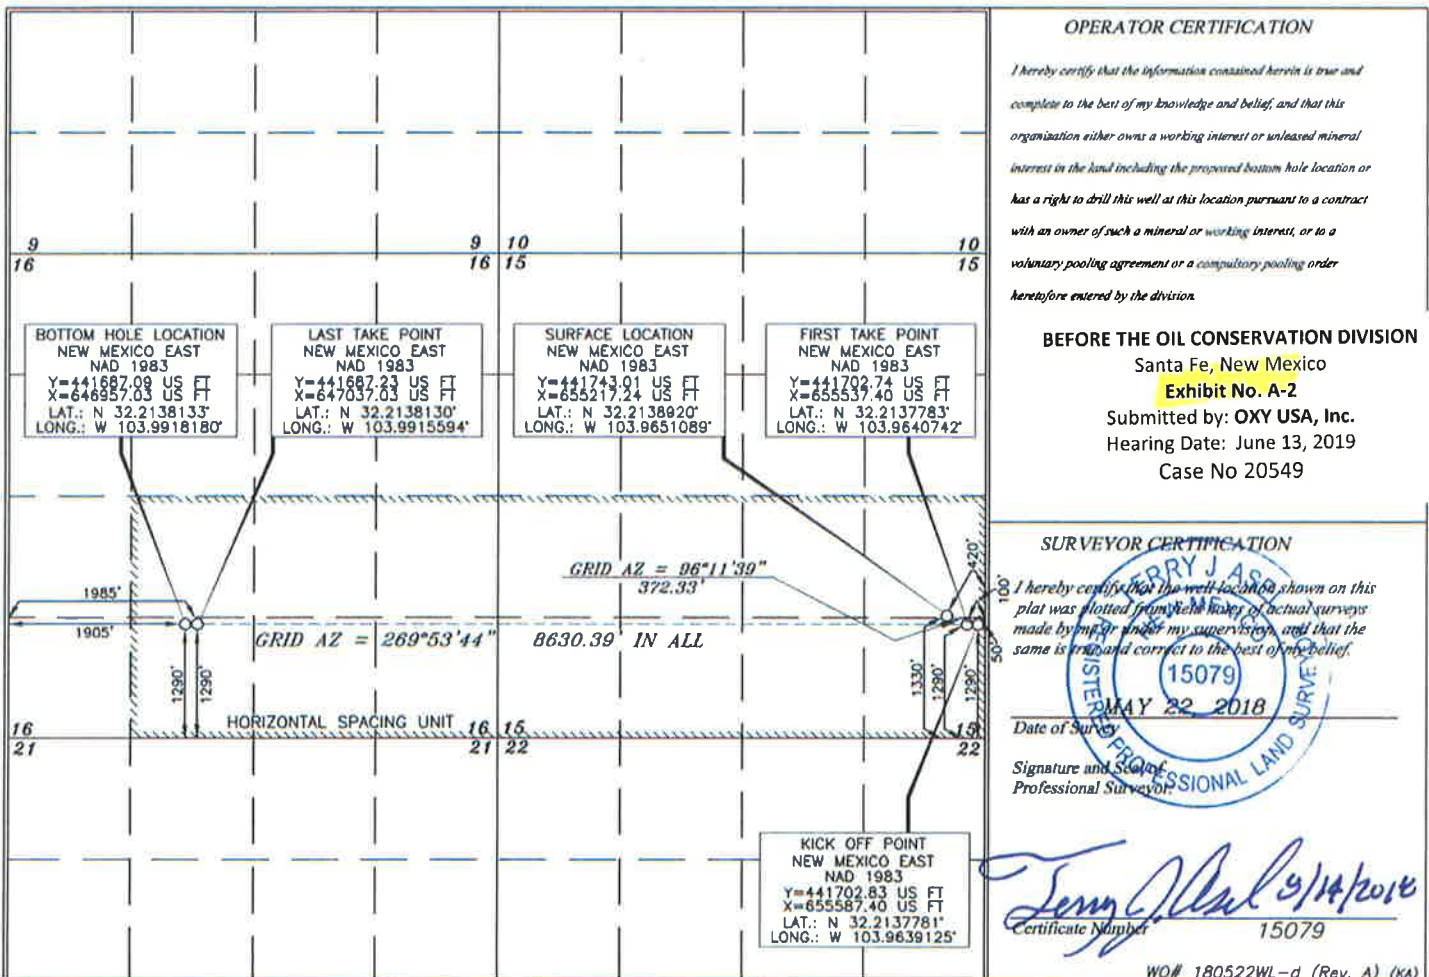 OPERATOR CERTIFICATION
I hereby certify that the information contained herein is true and
complete to the best of my knowledge and belief, and that this
organization either owns a working interest or unleased mineral
interest in the land including the proposed bottom hole location or
has a right to drill this well at this location pursuant to a contract
with an owner of such a mineral or working interest, or to a
voluntary pooling agreement or a compulsory pooling order
heretofore entered by the division.
BEFORE THE OIL CONSERVATION DIVISION
Santa Fe, New Mexico
Exhibit No. A-2
Submitted by: OXY USA, Inc.
Hearing Date: June 13, 2019
Case No 20549
9
9 10
10
16
16 15
15
BOTTOM HOLE LOCATION
NEW MEXICO EAST
NAD 1983
Y=441687.09 US FT
X=646957.03 US FT
LAT.: N 32.2138133°
LONG.: W 103.9918180°
LAST TAKE POINT
NEW MEXICO EAST
NAD 1983
Y=441687.23 US FT
X=647037.03 US FT
LAT.: N 32.2138130°
LONG.: W 103.9915594°
SURFACE LOCATION
NEW MEXICO EAST
NAD 1983
Y=441743.01 US FT
X=655217.24 US FT
LAT.: N 32.2138920°
LONG.: W 103.9651089°
FIRST TAKE POINT
NEW MEXICO EAST
NAD 1983
Y=441702.74 US FT
X=655537.40 US FT
LAT.: N 32.2137783°
LONG.: W 103.9640742°
GRID AZ = 96°11'39"
372.33'
420'
100'
1985'
1905'
GRID AZ = 269°53'44" 8630.39 IN ALL
50'
1290'
1290'
1330'
1290'
1290'
HORIZONTAL SPACING UNIT
16
16 15
15
21
21 22
22
KICK OFF POINT
NEW MEXICO EAST
NAD 1983
Y=441702.83 US FT
X=655587.40 US FT
LAT.: N 32.2137781°
LONG.: W 103.9639125°
SURVEYOR CERTIFICATION
I hereby certify that the well location shown on this
plat was plotted from field notes of actual surveys
made by me or under my supervision, and that the
same is true and correct to the best of my belief.
TERRY J ASEL
NEW MEXICO
15079
REGISTERED PROFESSIONAL LAND SURVEYOR
MAY 22, 2018
Date of Survey
Signature and Seal of
Professional Surveyor:
Terry J. Asel
Certificate Number 15079
WO# 180522WL-d (Rev. A) (KA)